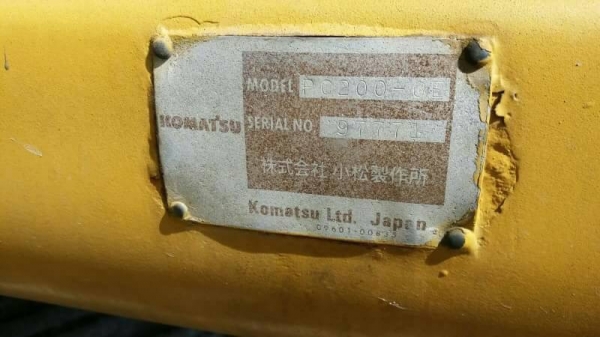 MODEL PC200-
KOMATSU
SERIAL NO.
株式会社 小松製作所
Komatsu Ltd. Japan